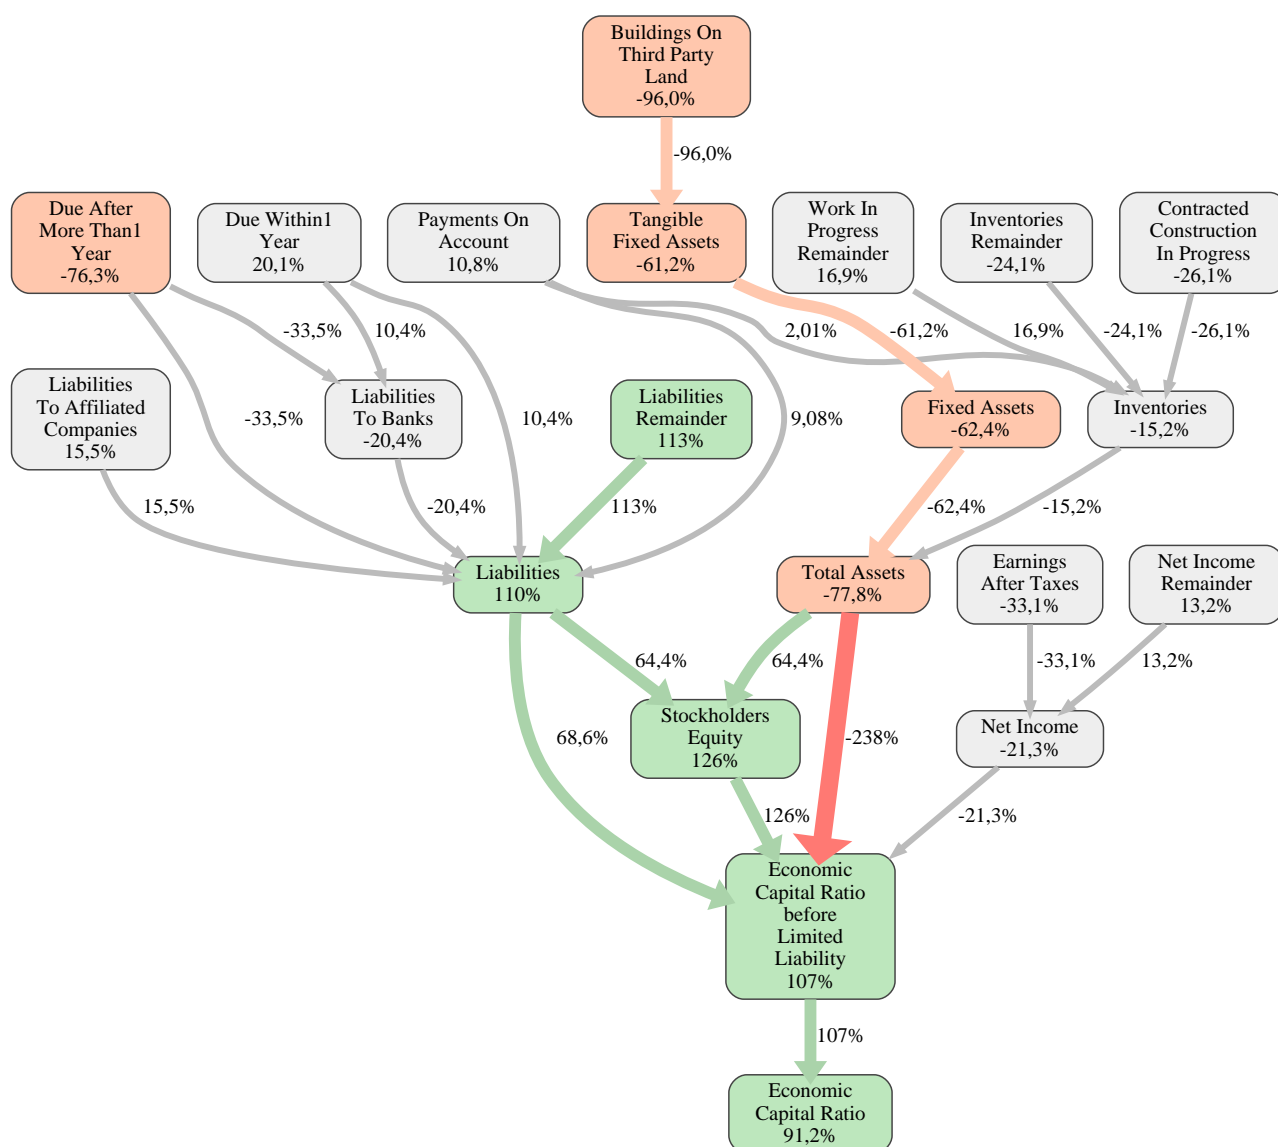 Buildings On
Third Party
Land
-96,0%
-96,0%
Due After
More Than1
Year
-76,3%
Due Within1
Year
20,1%
Payments On
Account
10,8%
Tangible
Fixed Assets
-61,2%
Work In
Progress
Remainder
16,9%
Inventories
Remainder
-24,1%
Contracted
Construction
In Progress
-26,1%
-33,5%
10,4%
2,01%
-61,2%
16,9%
-24,1%
-26,1%
Liabilities
To Affiliated
Companies
15,5%
-33,5%
Liabilities
To Banks
-20,4%
10,4%
Liabilities
Remainder
113%
9,08%
Fixed Assets
-62,4%
Inventories
-15,2%
15,5%
-20,4%
113%
-62,4%
-15,2%
Liabilities
110%
Total Assets
-77,8%
Earnings
After Taxes
-33,1%
Net Income
Remainder
13,2%
64,4%
64,4%
-33,1%
13,2%
68,6%
Stockholders
Equity
126%
-238%
Net Income
-21,3%
126%
-21,3%
Economic
Capital Ratio
before
Limited
Liability
107%
107%
Economic
Capital Ratio
91,2%